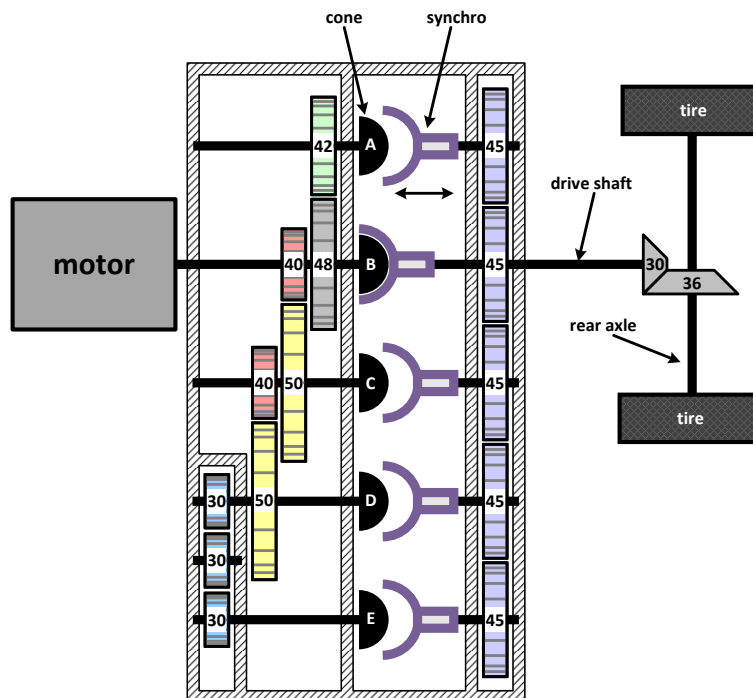 cone
synchro
tire
42
A
45
drive shaft
motor
40
48
B
45
30
36
rear axle
40
50
C
45
tire
30
50
D
45
30
30
E
45